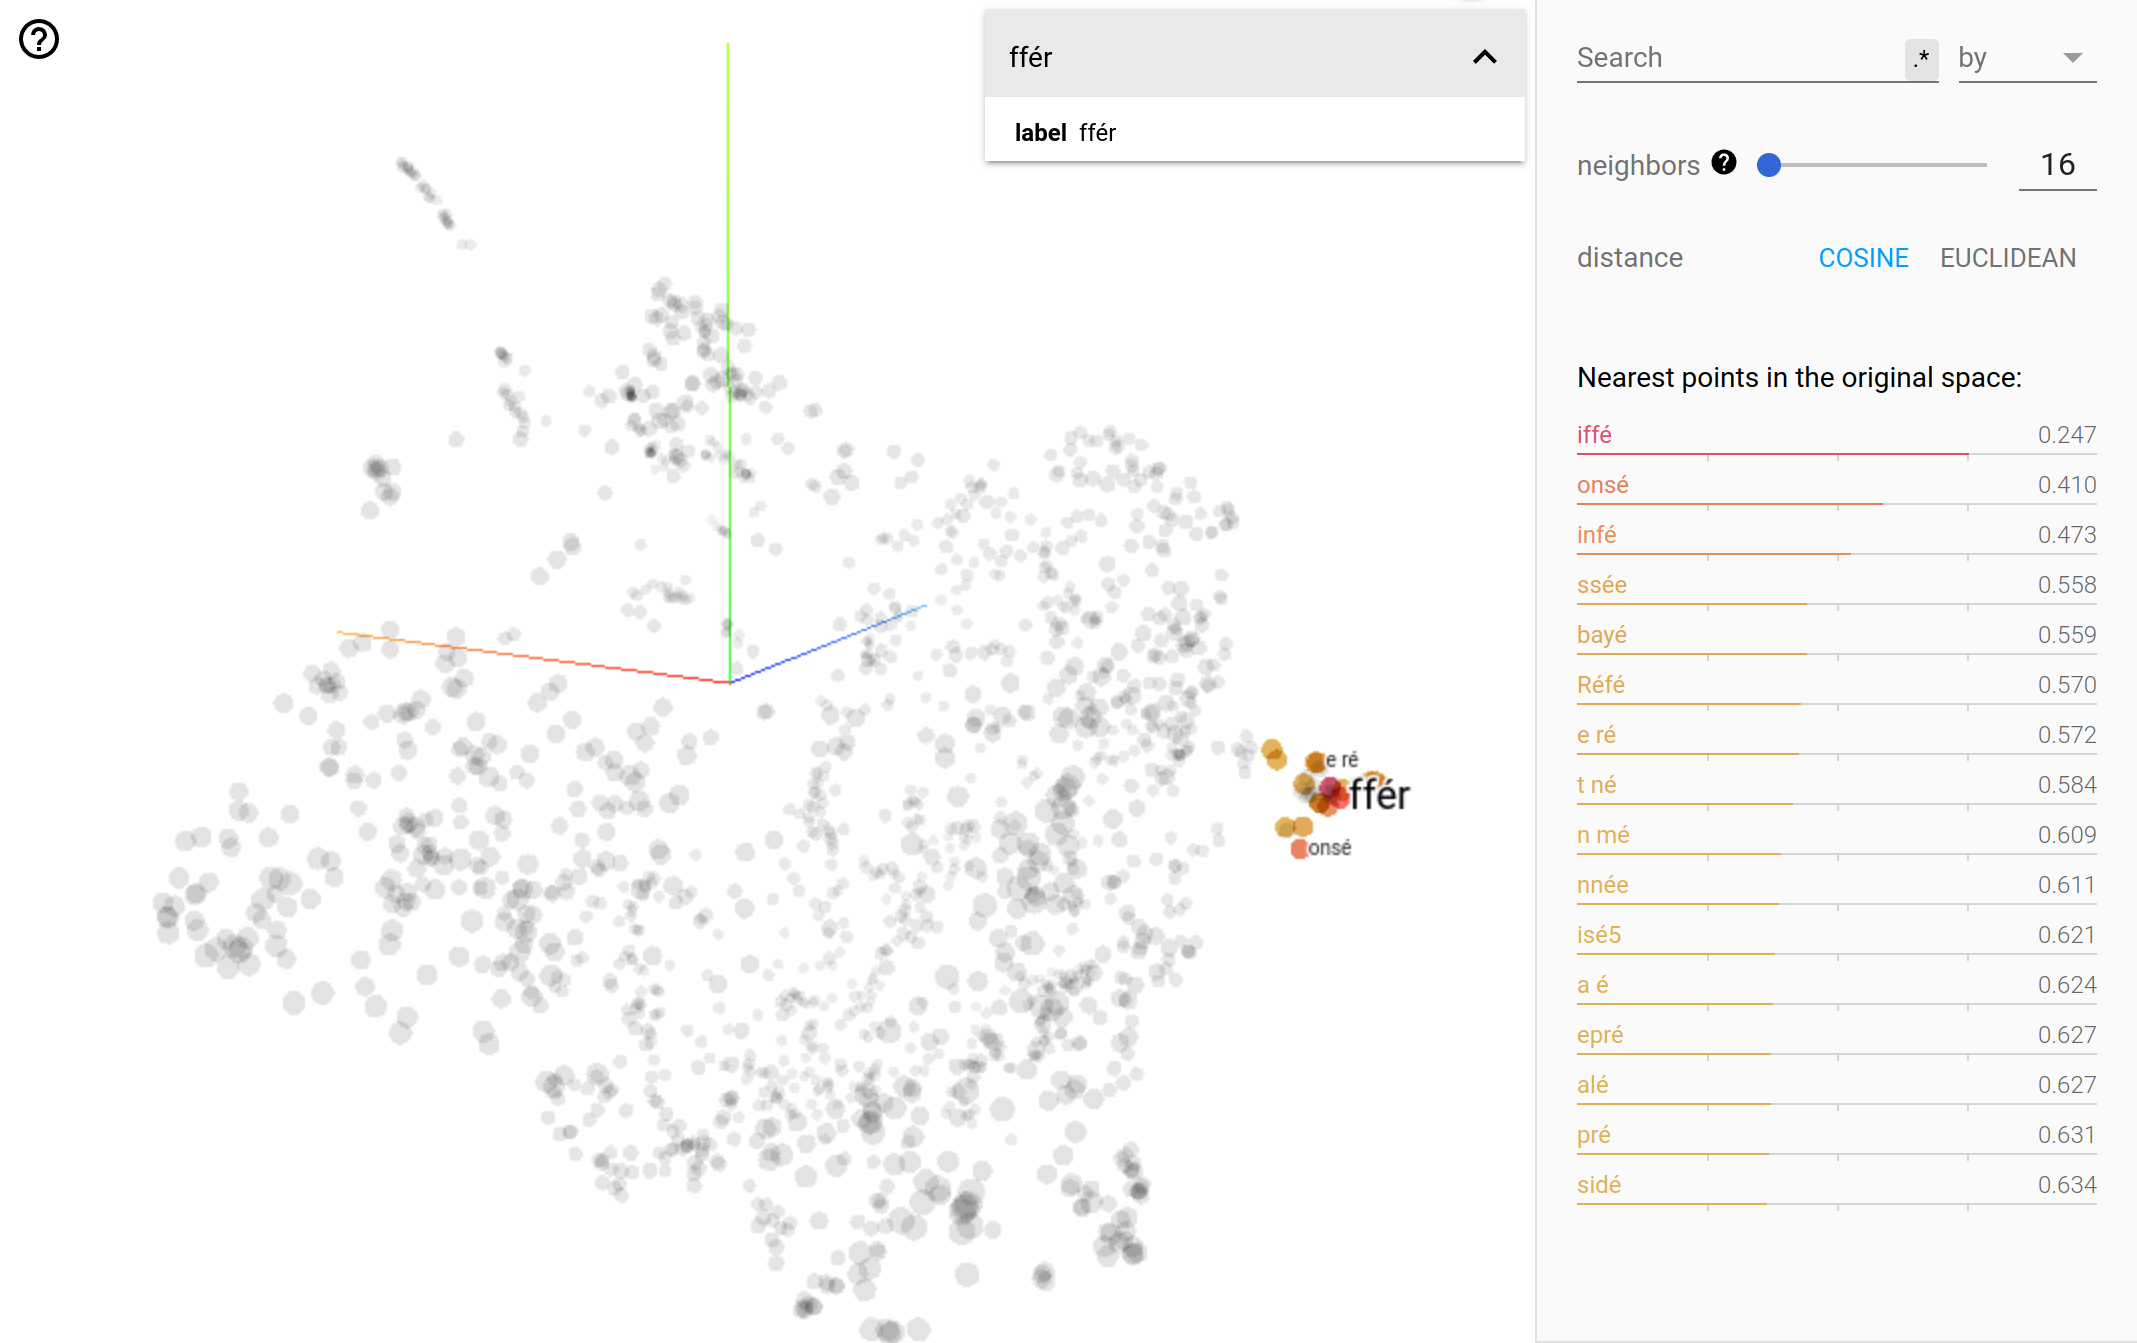 ?
ffér
label ffér
e ré
ffér
onsé
Search .* by
neighbors ? 16
distance COSINE EUCLIDEAN
Nearest points in the original space:
iffé 0.247
onsé 0.410
infé 0.473
ssée 0.558
bayé 0.559
Réfé 0.570
e ré 0.572
t né 0.584
n mé 0.609
nnée 0.611
isé5 0.621
a é 0.624
epré 0.627
alé 0.627
pré 0.631
sidé 0.634